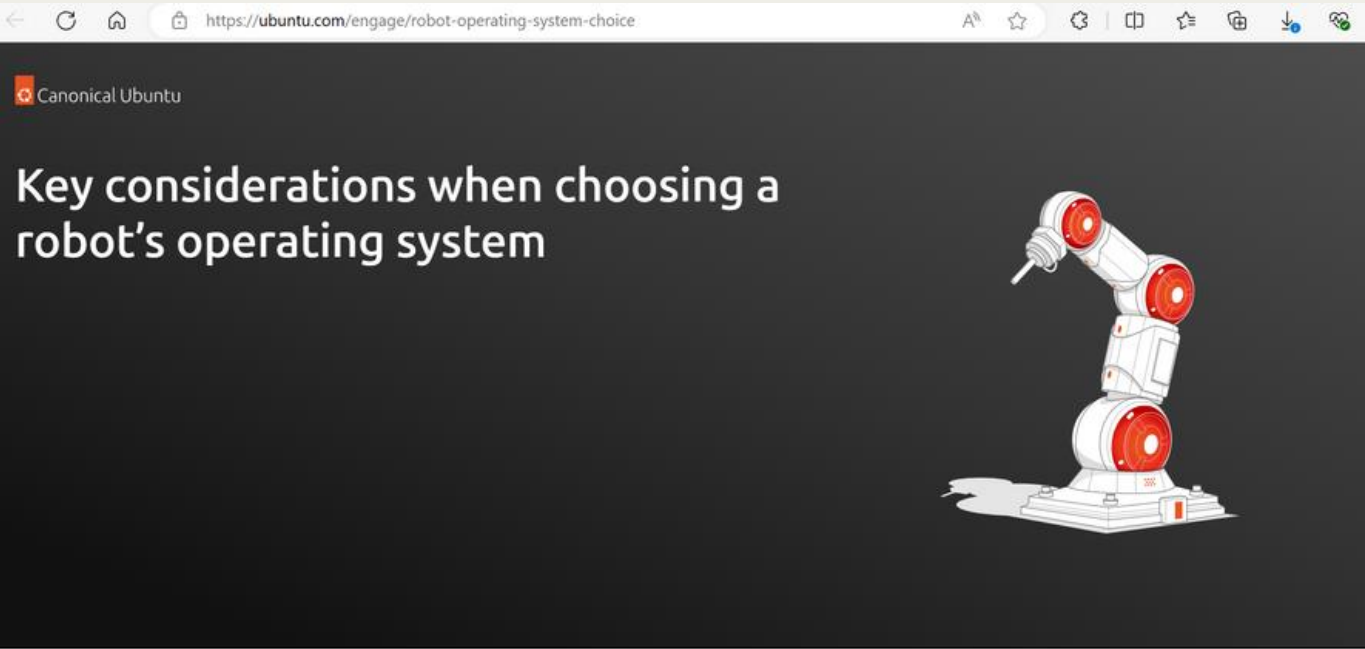 https://ubuntu.com/engage/robot-operating-system-choice
Canonical Ubuntu
Key considerations when choosing a
robot’s operating system